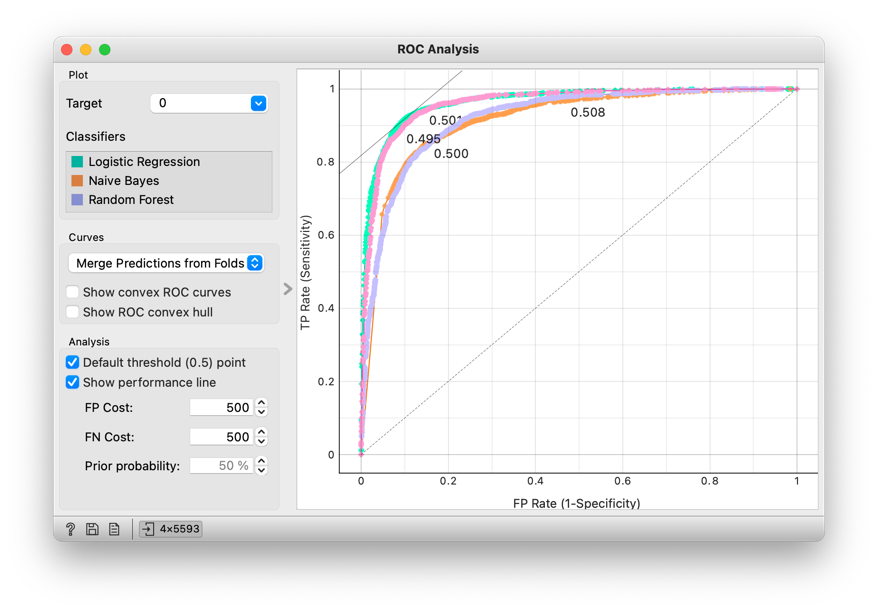 ROC Analysis
Plot
Target
0
Classifiers
Logistic Regression
Naive Bayes
Random Forest
Curves
Merge Predictions from Folds
Show convex ROC curves
Show ROC convex hull
Analysis
Default threshold (0.5) point
Show performance line
FP Cost:
500
FN Cost:
500
Prior probability:
50 %
TP Rate (Sensitivity)
1
0.8
0.6
0.4
0.2
0
0.501
0.495
0.500
0.508
0
0.2
0.4
0.6
0.8
1
FP Rate (1-Specificity)
?
4×5593